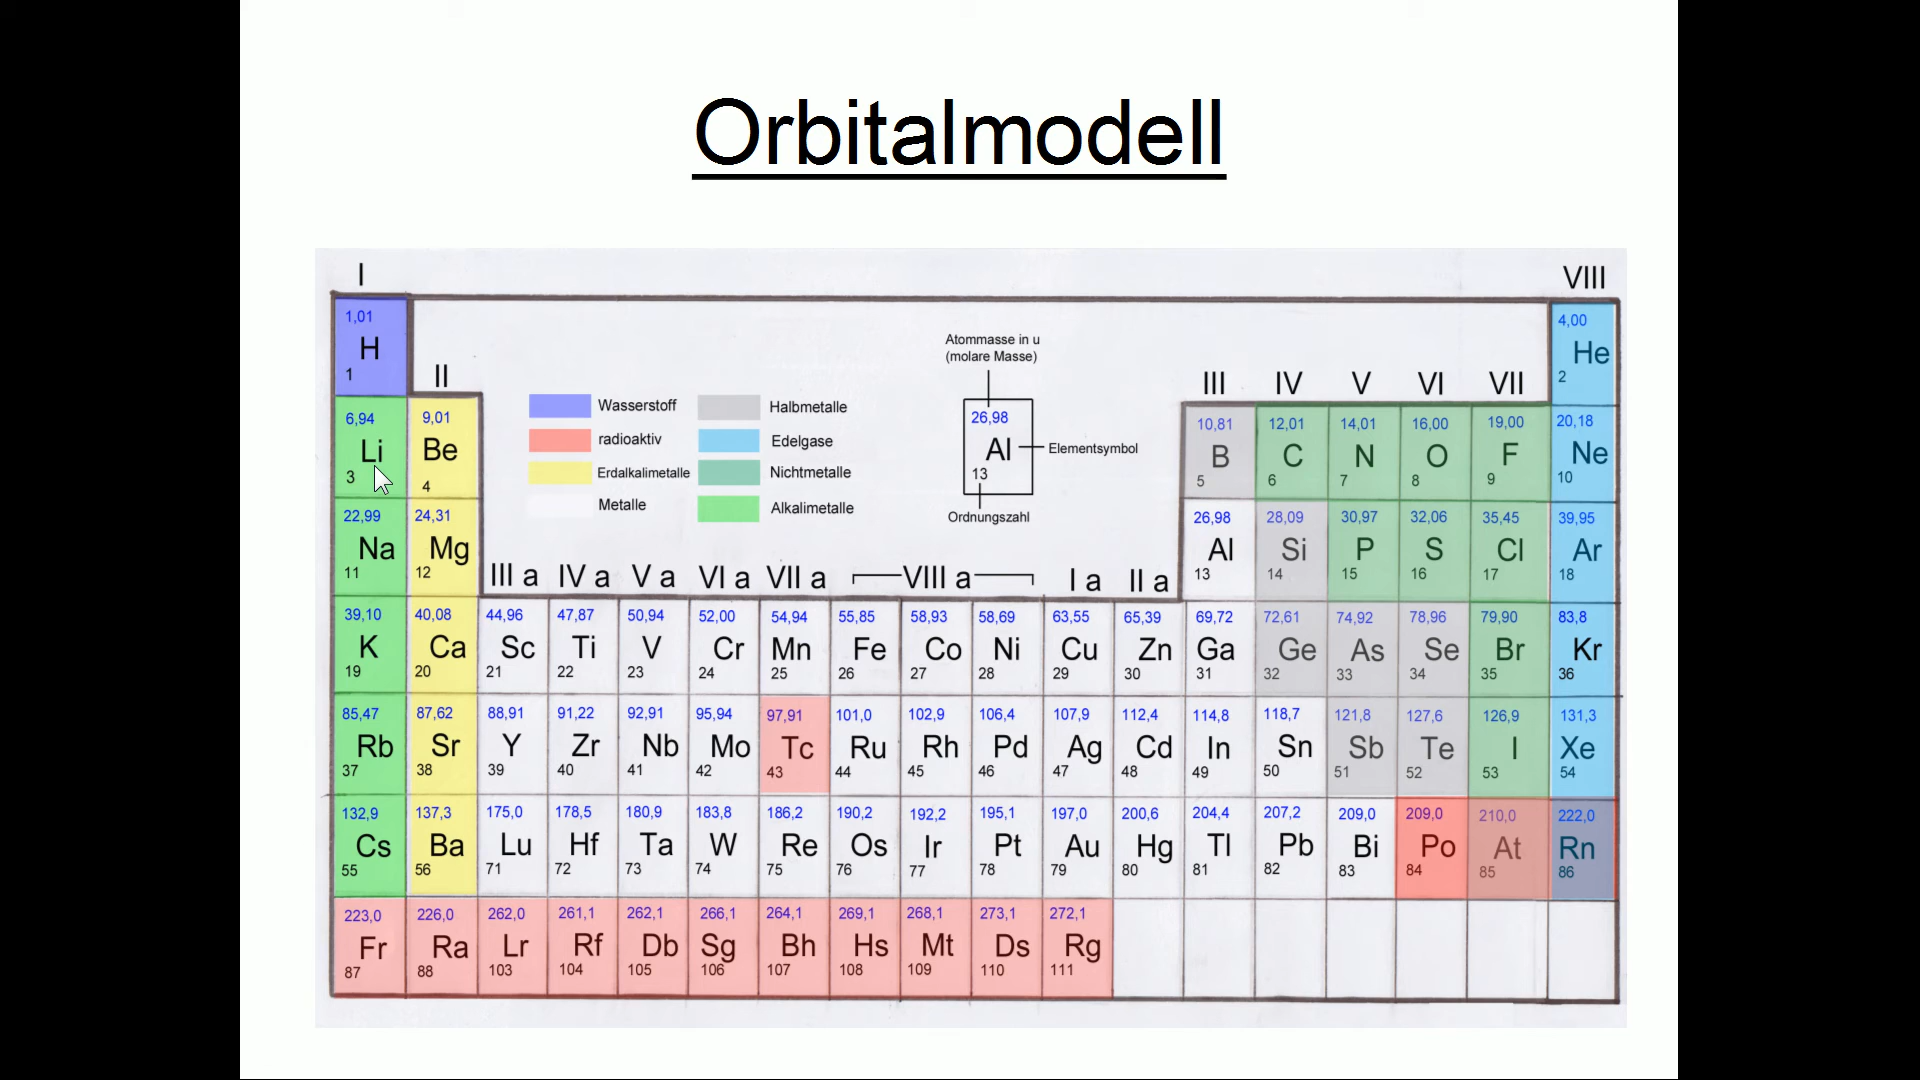 Orbitalmodell
I
VIII
1,01
H
1
4,00
He
2
Atommasse in u
(molare Masse)
26,98
Al
13
Elementsymbol
Ordnungszahl
Wasserstoff
radioaktiv
Erdalkalimetalle
Metalle
Halbmetalle
Edelgase
Nichtmetalle
Alkalimetalle
II
III IV V VI VII
6,94 9,01 10,81 12,01 14,01 16,00 19,00 20,18
Li Be B C N O F Ne
3 4 5 6 7 8 9 10
22,99 24,31 26,98 28,09 30,97 32,06 35,45 39,95
Na Mg Al Si P S Cl Ar
11 12 13 14 15 16 17 18
III a IV a V a VI a VII a VIII a I a II a
39,10 40,08 44,96 47,87 50,94 52,00 54,94 55,85 58,93 58,69 63,55 65,39 69,72 72,61 74,92 78,96 79,90 83,8
K Ca Sc Ti V Cr Mn Fe Co Ni Cu Zn Ga Ge As Se Br Kr
19 20 21 22 23 24 25 26 27 28 29 30 31 32 33 34 35 36
85,47 87,62 88,91 91,22 92,91 95,94 97,91 101,0 102,9 106,4 107,9 112,4 114,8 118,7 121,8 127,6 126,9 131,3
Rb Sr Y Zr Nb Mo Tc Ru Rh Pd Ag Cd In Sn Sb Te I Xe
37 38 39 40 41 42 43 44 45 46 47 48 49 50 51 52 53 54
132,9 137,3 175,0 178,5 180,9 183,8 186,2 190,2 192,2 195,1 197,0 200,6 204,4 207,2 209,0 209,0 210,0 222,0
Cs Ba Lu Hf Ta W Re Os Ir Pt Au Hg Tl Pb Bi Po At Rn
55 56 71 72 73 74 75 76 77 78 79 80 81 82 83 84 85 86
223,0 226,0 262,0 261,1 262,1 266,1 264,1 269,1 268,1 273,1 272,1
Fr Ra Lr Rf Db Sg Bh Hs Mt Ds Rg
87 88 103 104 105 106 107 108 109 110 111